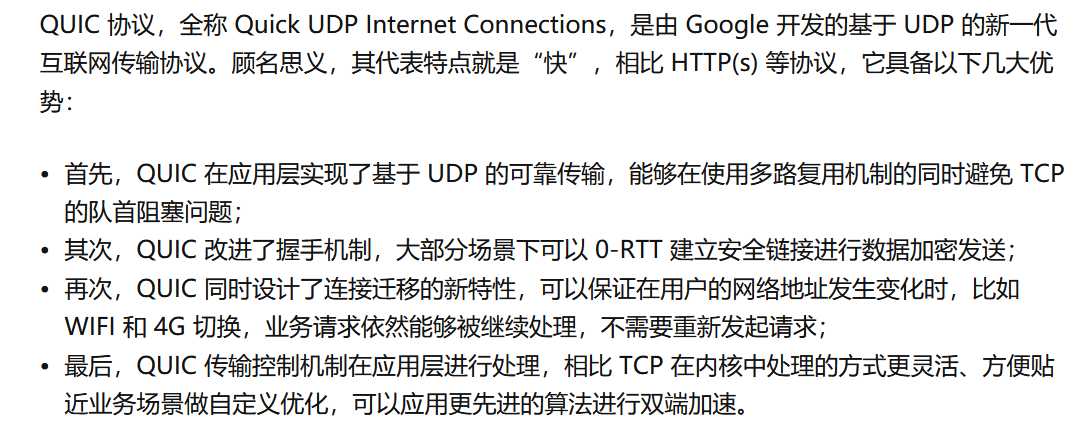 QUIC 协议，全称 Quick UDP Internet Connections，是由 Google 开发的基于 UDP 的新一代
互联网传输协议。顾名思义，其代表特点就是“快”，相比 HTTP(s) 等协议，它具备以下几大优
势：
• 首先，QUIC 在应用层实现了基于 UDP 的可靠传输，能够在使用多路复用机制的同时避免 TCP
的队首阻塞问题；
• 其次，QUIC 改进了握手机制，大部分场景下可以 0-RTT 建立安全链接进行数据加密发送；
• 再次，QUIC 同时设计了连接迁移的新特性，可以保证在用户的网络地址发生变化时，比如
WIFI 和 4G 切换，业务请求依然能够被继续处理，不需要重新发起请求；
• 最后，QUIC 传输控制机制在应用层进行处理，相比 TCP 在内核中处理的方式更灵活、方便贴
近业务场景做自定义优化，可以应用更先进的算法进行双端加速。